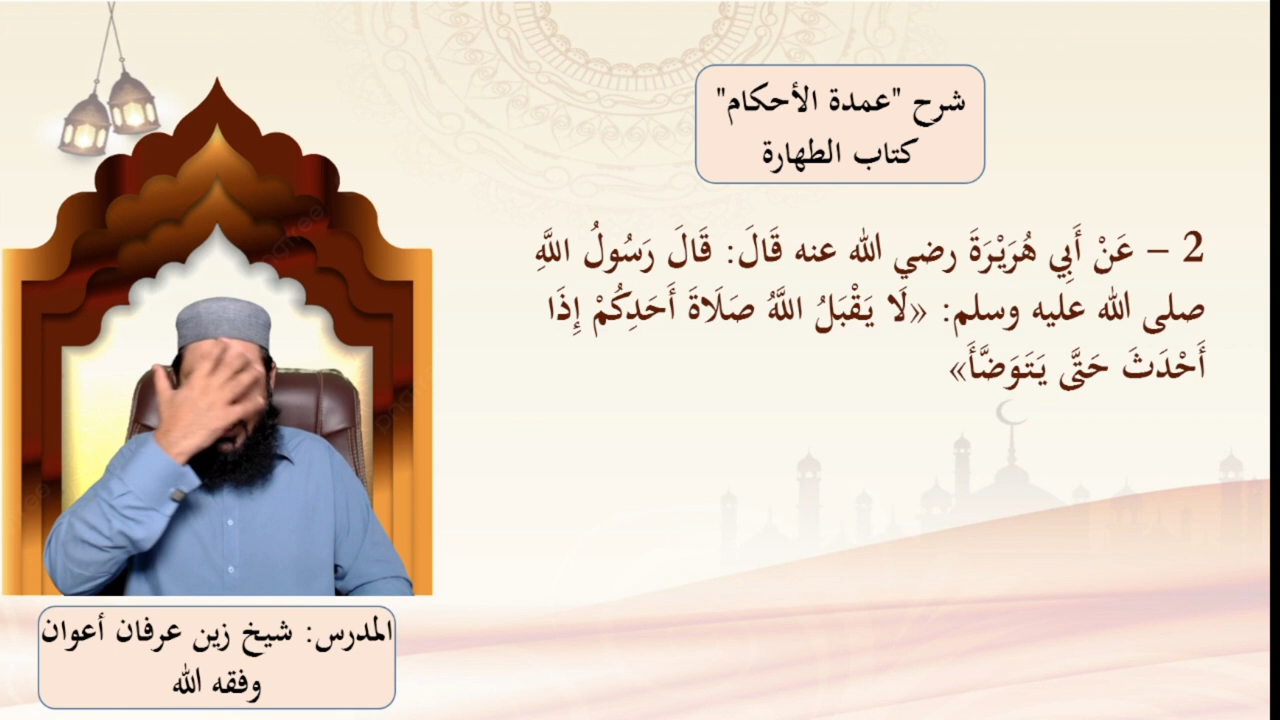 شرح "عمدة الأحكام"
كتاب الطهارة
2 – عَنْ أَبِي هُرَيْرَةَ رضي الله عنه قَالَ: قَالَ رَسُولُ اللَّهِ
صلى الله عليه وسلم: «لَا يَقْبَلُ اللَّهُ صَلَاةَ أَحَدِكُمْ إِذَا
أَحْدَثَ حَتَّى يَتَوَضَّأَ»
المدرس: شيخ زين عرفان أعوان
وفقه الله